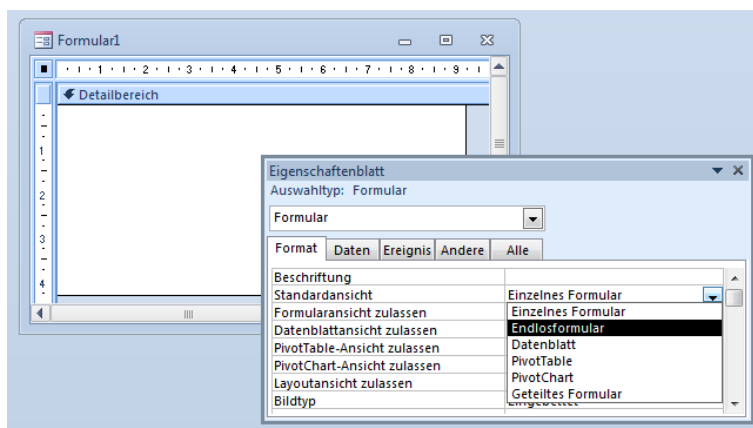 Formular1
· ı · 1 · ı · 2 · ı · 3 · ı · 4 · ı · 5 · ı · 6 · ı · 7 · ı · 8 · ı · 9 · ı
Detailbereich
1
2
3
4
Eigenschaftenblatt
Auswahltyp: Formular
Formular
Format Daten Ereignis Andere Alle
Beschriftung
Standardansicht Einzelnes Formular
Formularansicht zulassen Einzelnes Formular
Datenblattansicht zulassen Endlosformular
PivotTable-Ansicht zulassen Datenblatt
PivotChart-Ansicht zulassen PivotTable
Layoutansicht zulassen PivotChart
Bildtyp Geteiltes Formular
Eingebettet